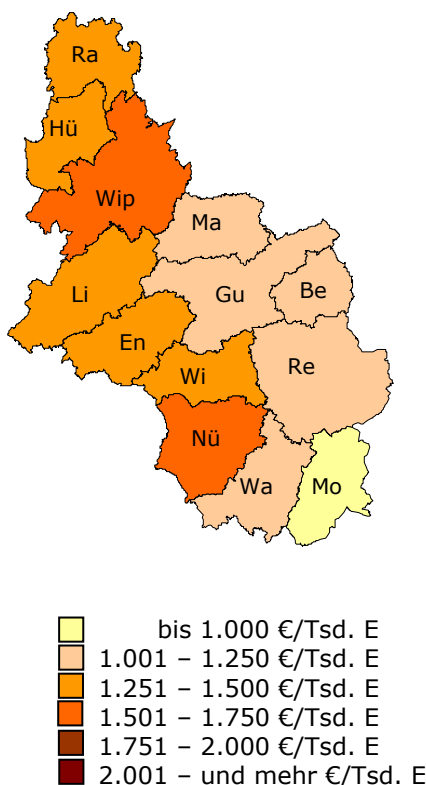 Ra
Hü
Wip
Ma
Li
Gu
Be
En
Wi
Re
Nü
Wa
Mo
bis 1.000 €/Tsd. E
1.001 – 1.250 €/Tsd. E
1.251 – 1.500 €/Tsd. E
1.501 – 1.750 €/Tsd. E
1.751 – 2.000 €/Tsd. E
2.001 – und mehr €/Tsd. E